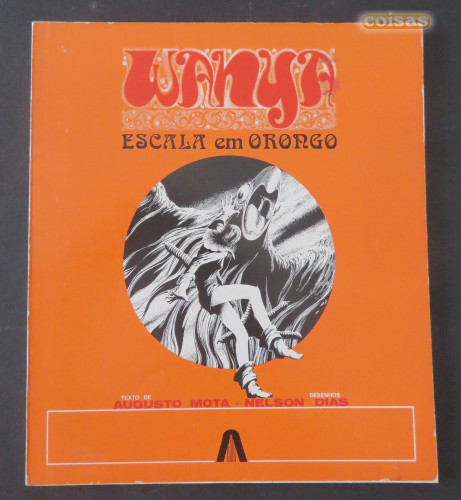 coisas
WANYA
ESCALA em ORONGO
TEXTO DE
DESENHOS
AUGUSTO MOTA - NELSON DIAS